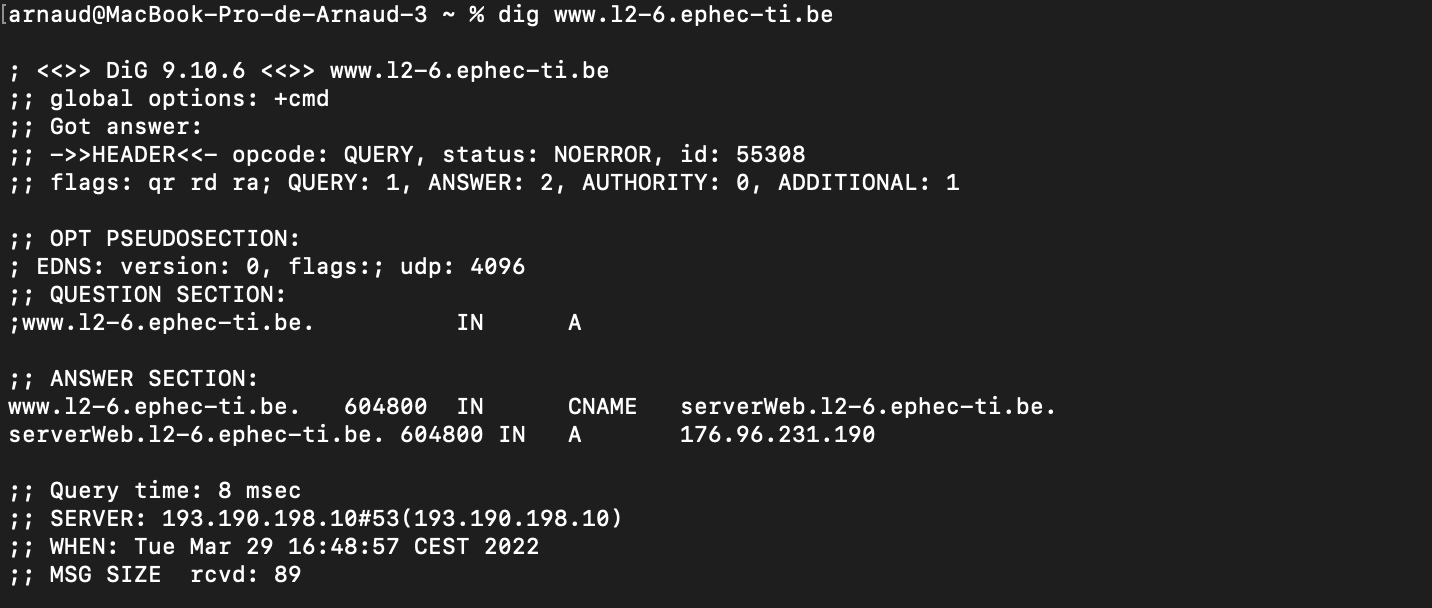 [arnaud@MacBook-Pro-de-Arnaud-3 ~ % dig www.l2-6.ephec-ti.be
; <<>> DiG 9.10.6 <<>> www.l2-6.ephec-ti.be
;; global options: +cmd
;; Got answer:
;; ->>HEADER<<- opcode: QUERY, status: NOERROR, id: 55308
;; flags: qr rd ra; QUERY: 1, ANSWER: 2, AUTHORITY: 0, ADDITIONAL: 1
;; OPT PSEUDOSECTION:
; EDNS: version: 0, flags:; udp: 4096
;; QUESTION SECTION:
;www.l2-6.ephec-ti.be. IN A
;; ANSWER SECTION:
www.l2-6.ephec-ti.be. 604800 IN CNAME serverWeb.l2-6.ephec-ti.be.
serverWeb.l2-6.ephec-ti.be. 604800 IN A 176.96.231.190
;; Query time: 8 msec
;; SERVER: 193.190.198.10#53(193.190.198.10)
;; WHEN: Tue Mar 29 16:48:57 CEST 2022
;; MSG SIZE rcvd: 89